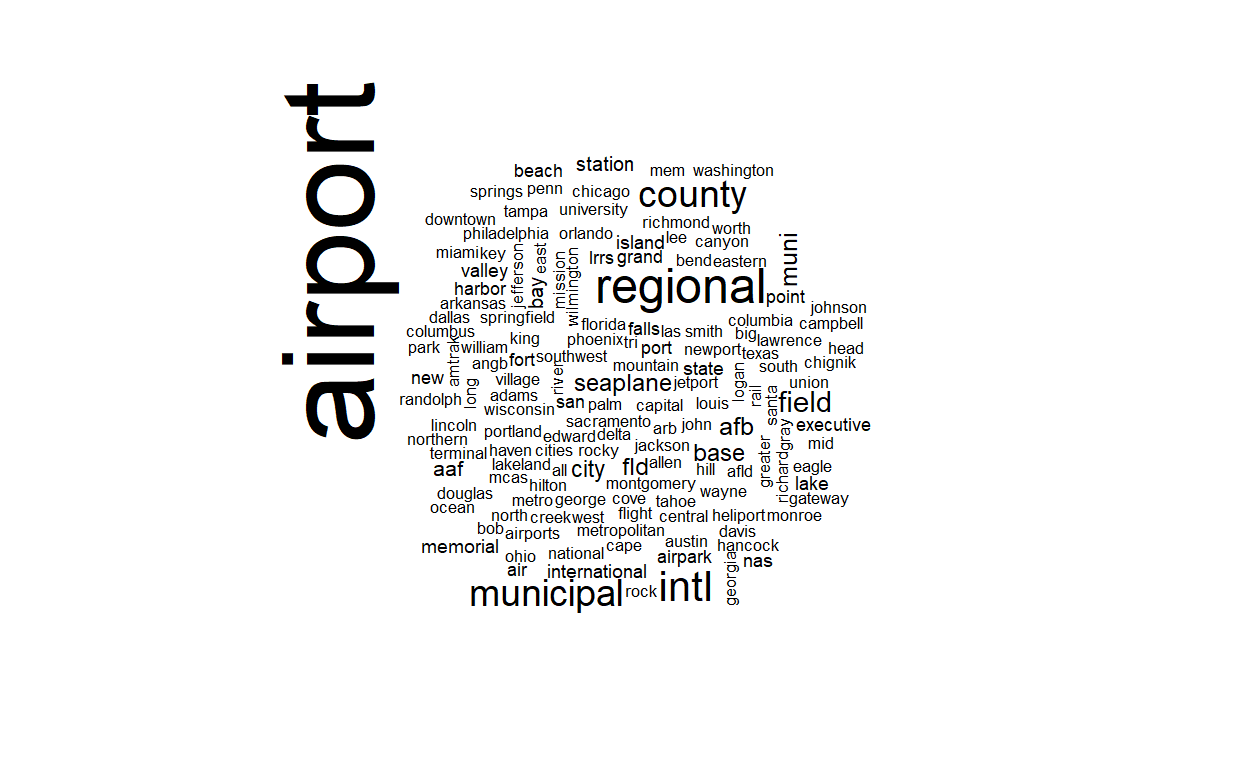 airport
beach station mem washington
springs penn chicago county
downtown tampa university richmond worth
philadelphia orlando island lee canyon muni
miami key jefferson east mission wilmington lrrs grand bend eastern
valley bay regional point
harbor
arkansas johnson
dallas springfield florida falls las smith columbia campbell
columbus king phoenix tri big lawrence
park william amtrak angb fort southwest port newport texas head
river mountain state logan south chignik
new long village seaplane jetport rail santa union
randolph adams wisconsin san palm capital louis field
lincoln sacramento arb john afb gray executive
northern portland edward delta
terminal haven cities rocky jackson base greater richard mid
aaf lakeland all city fld allen hill afld eagle
mcas hilton montgomery lake
douglas metro george cove tahoe wayne gateway
ocean north creek west flight central heliport monroe
bob airports metropolitan davis
memorial ohio national cape austin airpark hancock
air international georgia nas
municipal rock intl